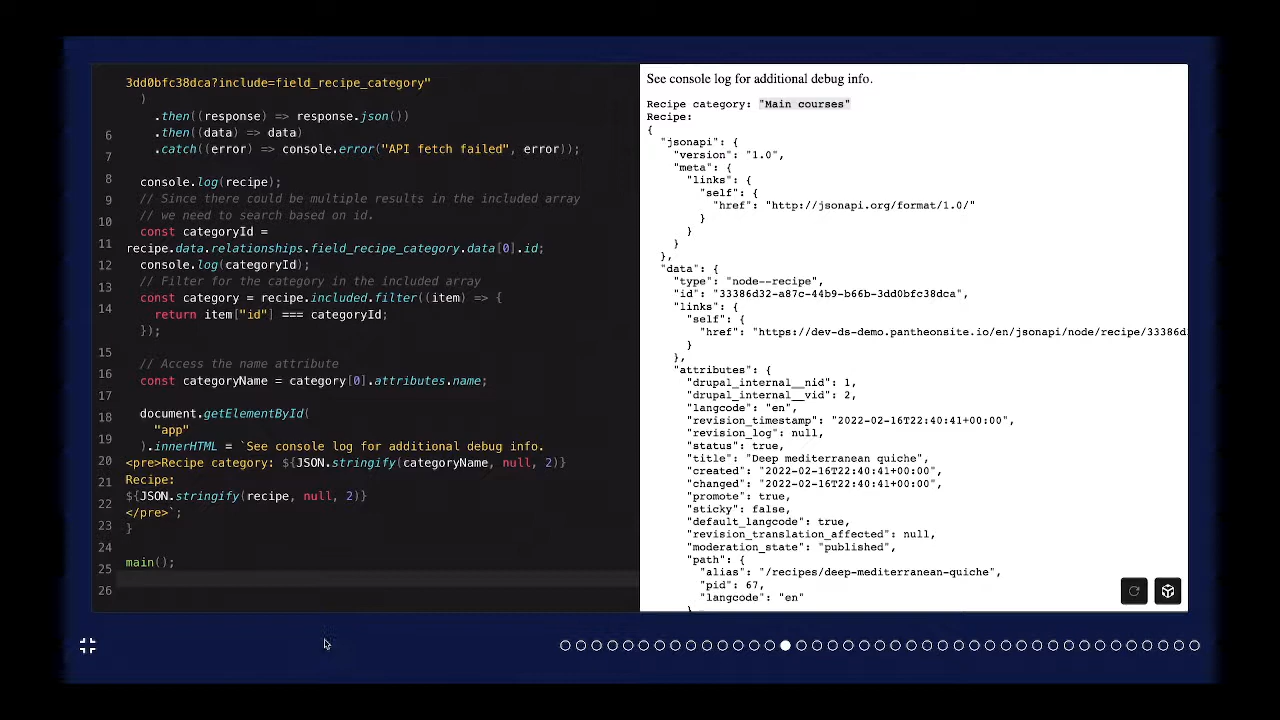 3dd0bfc38dca?include=field_recipe_category"
)
.then((response) => response.json())
6 .then((data) => data)
7 .catch((error) => console.error("API fetch failed", error));
8 console.log(recipe);
9 // Since there could be multiple results in the included array
10 // we need to search based on id.
11 const categoryId =
recipe.data.relationships.field_recipe_category.data[0].id;
12 console.log(categoryId);
13 // Filter for the category in the included array
14 const category = recipe.included.filter((item) => {
return item["id"] === categoryId;
});
15
16 // Access the name attribute
17 const categoryName = category[0].attributes.name;
18 document.getElementById(
19 "app"
).innerHTML = `See console log for additional debug info.
20 <pre>Recipe category: ${JSON.stringify(categoryName, null, 2)}
21 Recipe:
22 ${JSON.stringify(recipe, null, 2)}
</pre>`;
23 }
24
25 main();
26
See console log for additional debug info.
Recipe category: "Main courses"
Recipe:
{
"jsonapi": {
"version": "1.0",
"meta": {
"links": {
"self": {
"href": "http://jsonapi.org/format/1.0/"
}
}
}
},
"data": {
"type": "node--recipe",
"id": "33386d32-a87c-44b9-b66b-3dd0bfc38dca",
"links": {
"self": {
"href": "https://dev-ds-demo.pantheonsite.io/en/jsonapi/node/recipe/33386d
}
},
"attributes": {
"drupal_internal__nid": 1,
"drupal_internal__vid": 2,
"langcode": "en",
"revision_timestamp": "2022-02-16T22:40:41+00:00",
"revision_log": null,
"status": true,
"title": "Deep mediterranean quiche",
"created": "2022-02-16T22:40:41+00:00",
"changed": "2022-02-16T22:40:41+00:00",
"promote": true,
"sticky": false,
"default_langcode": true,
"revision_translation_affected": null,
"moderation_state": "published",
"path": {
"alias": "/recipes/deep-mediterranean-quiche",
"pid": 67,
"langcode": "en"
}